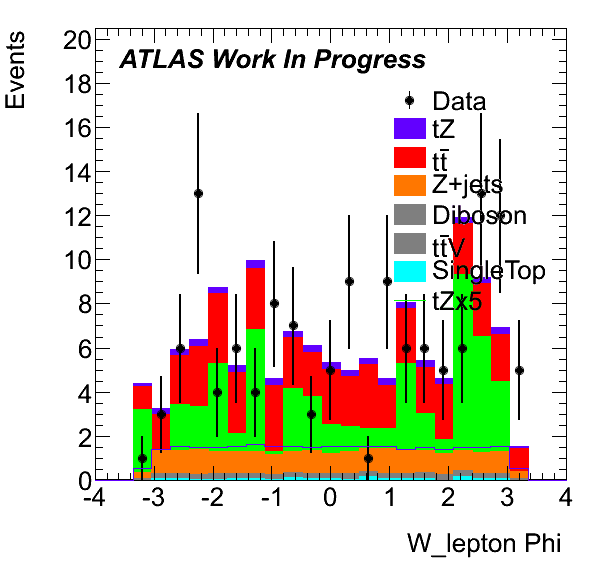 Events
ATLAS Work In Progress
20
18
16
14
12
10
8
6
4
2
0
Data
tZ
tt̄
Z+jets
Diboson
tt̄V
SingleTop
tZx5
-4 -3 -2 -1 0 1 2 3 4
W_lepton Phi